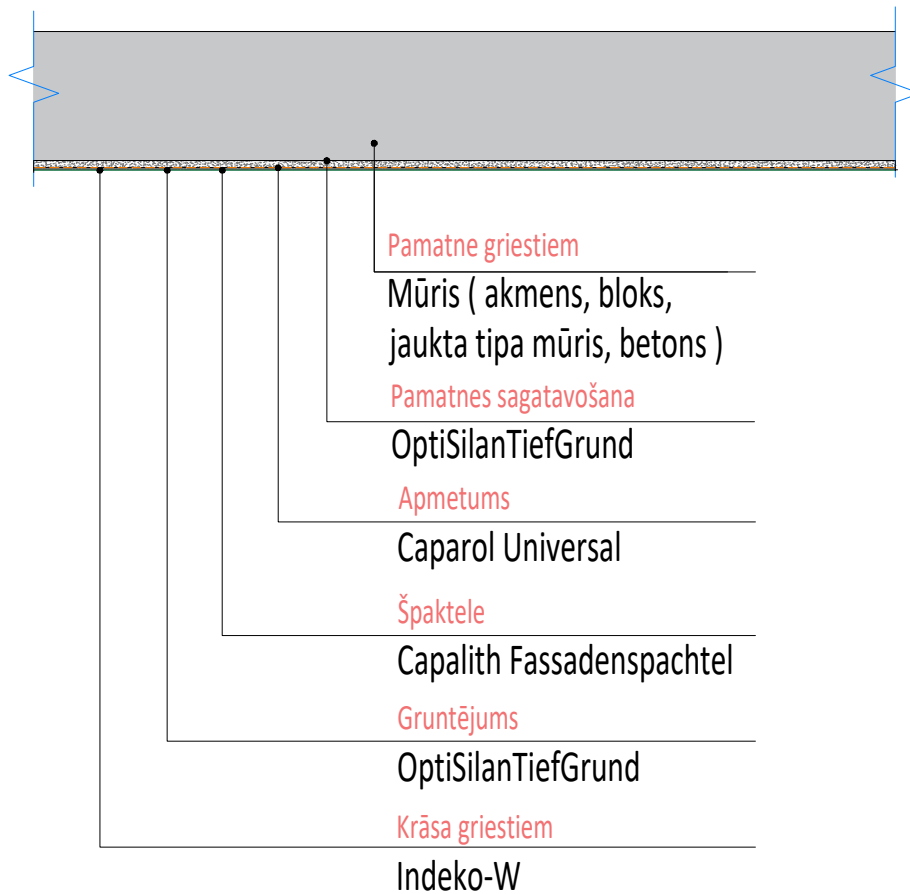 Pamatne griestiem
Mūris ( akmens, bloks,
jaukta tipa mūris, betons )
Pamatnes sagatavošana
OptiSilanTiefGrund
Apmetums
Caparol Universal
Špaktele
Capalith Fassadenspachtel
Gruntējums
OptiSilanTiefGrund
Krāsa griestiem
Indeko-W